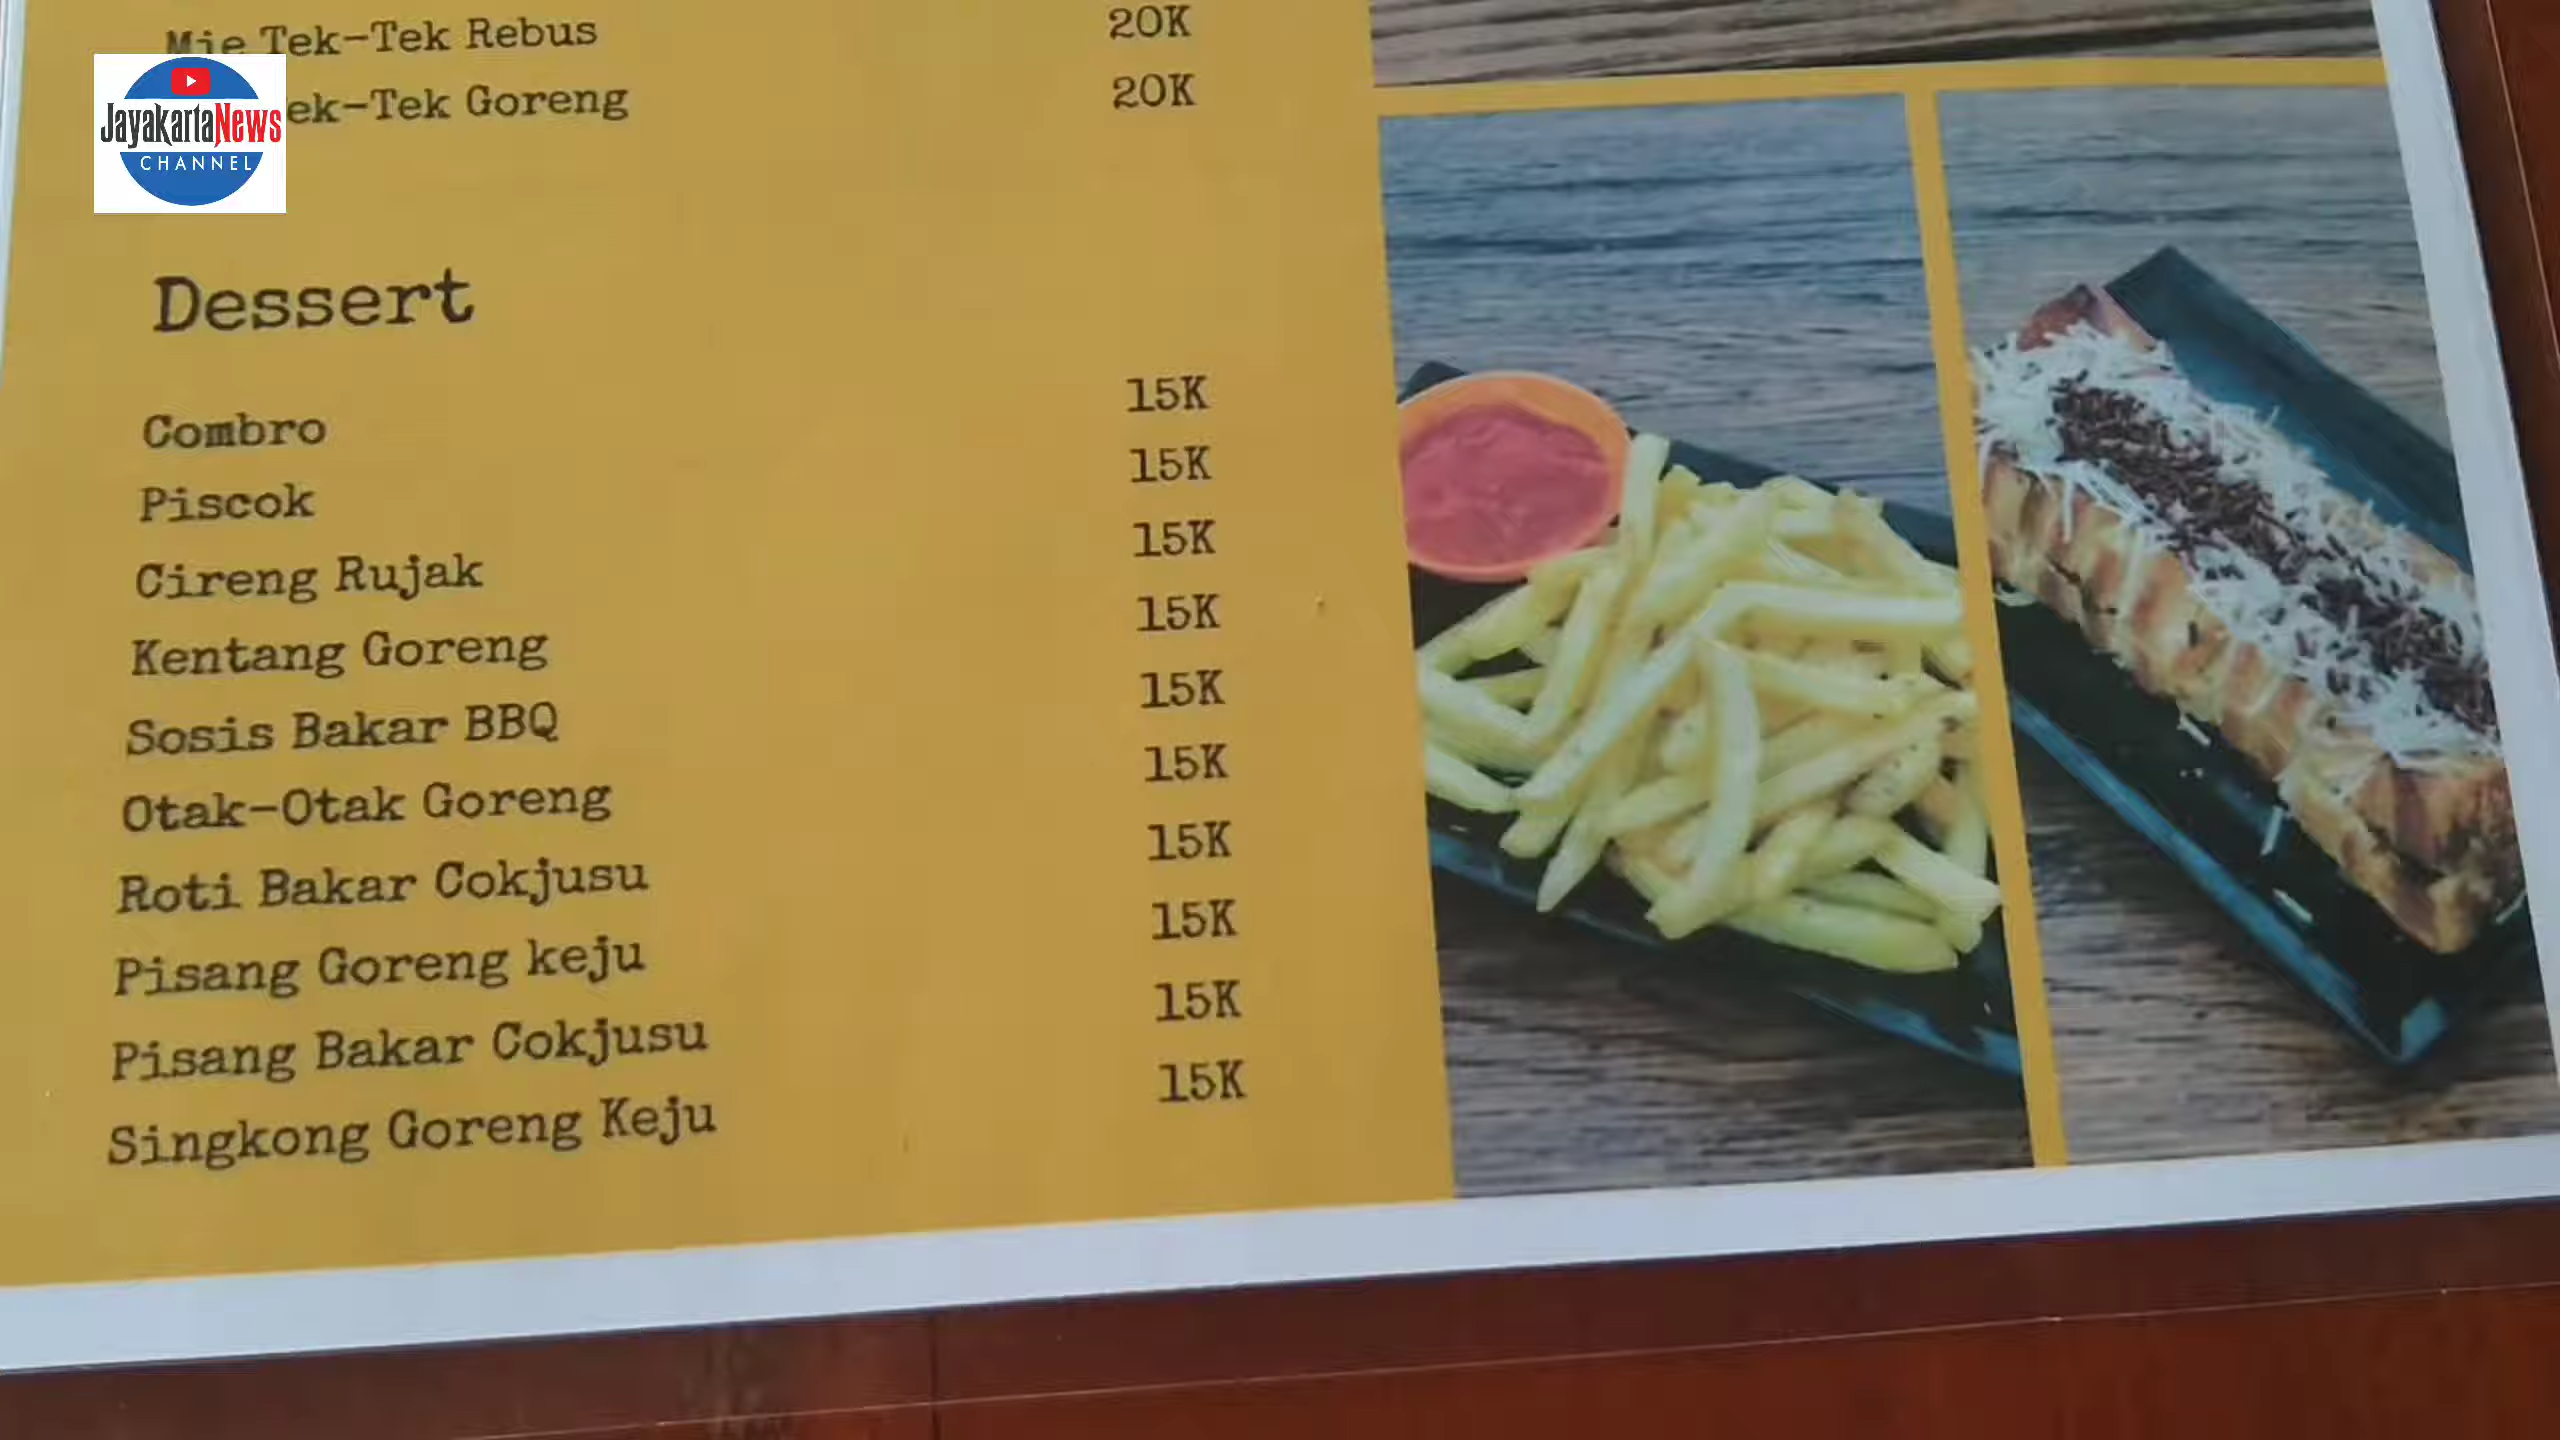 Mie Tek-Tek Rebus 20K
ek-Tek Goreng 20K
JayakartaNews
CHANNEL
Dessert
Combro 15K
Piscok 15K
Cireng Rujak 15K
Kentang Goreng 15K
Sosis Bakar BBQ 15K
Otak-Otak Goreng 15K
Roti Bakar Cokjusu 15K
Pisang Goreng keju 15K
Pisang Bakar Cokjusu 15K
Singkong Goreng Keju 15K